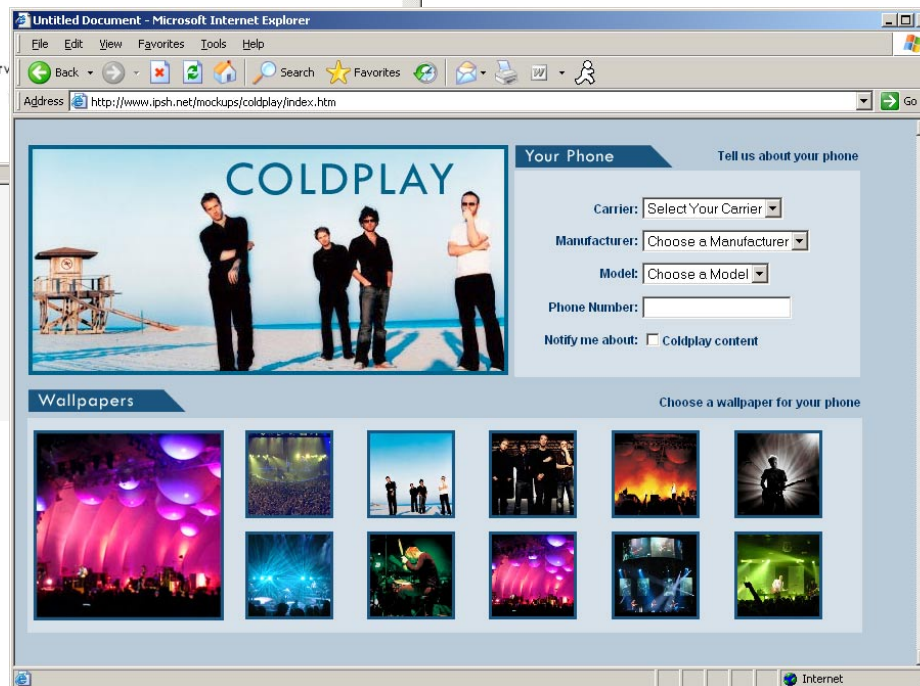 Untitled Document - Microsoft Internet Explorer
File Edit View Favorites Tools Help
Back Search Favorites
Address http://www.ipsh.net/mockups/coldplay/index.htm Go
COLDPLAY
Your Phone Tell us about your phone
Carrier: Select Your Carrier
Manufacturer: Choose a Manufacturer
Model: Choose a Model
Phone Number:
Notify me about: Coldplay content
Wallpapers Choose a wallpaper for your phone
Internet